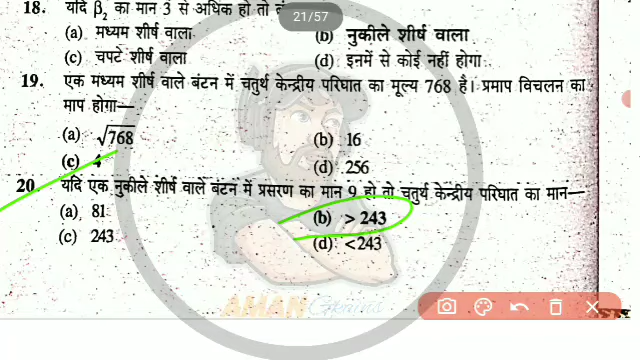 18. यदि β₂ का मान 3 से अधिक हो तो
21/57
(a) मध्यम शीर्ष वाला
(b) नुकीले शीर्ष वाला
(c) चपटे शीर्ष वाला
(d) इनमें से कोई नहीं होगा
19. एक मध्यम शीर्ष वाले बंटन में चतुर्थ केन्द्रीय परिघात का मूल्य 768 है। प्रमाप विचलन का
माप होगा—
(a) √768
(b) 16
(c) 4
(d) 256
20. यदि एक नुकीले शीर्ष वाले बंटन में प्रसरण का मान 9 हो तो चतुर्थ केन्द्रीय परिघात का मान—
(a) 81
(b) > 243
(c) 243
(d) <243
AMAN